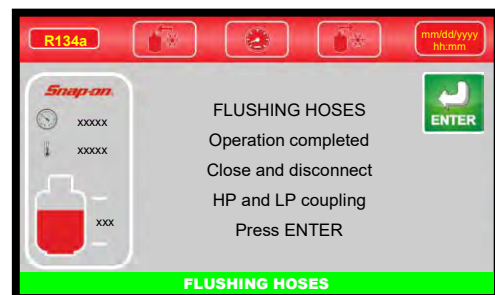 R134a
mm/dd/yyyy
hh:mm
Snap-on
xxxxx
xxxxx
xxx
FLUSHING HOSES
Operation completed
Close and disconnect
HP and LP coupling
Press ENTER
ENTER
FLUSHING HOSES